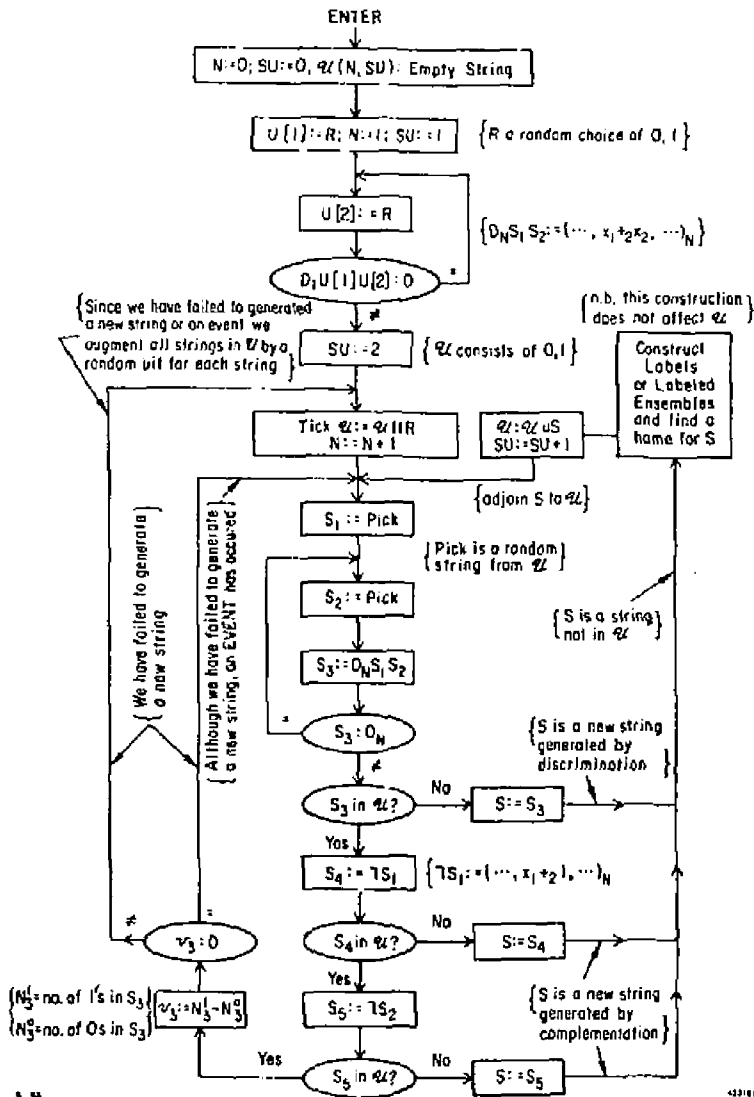 ENTER
N:=0; SU:=0, 𝒰(N, SU): Empty String
U[1]:=R; N:=1; SU:=1
{R a random choice of 0, 1}
U[2]:=R
{D_N S_1 S_2:=(⋯, x_1+_2x_2, ⋯)_N}
D_1U[1]U[2]:0
=
≠
{Since we have failed to generated
a new string or an event we
augment all strings in 𝒰 by a
random bit for each string}
SU:=2
{𝒰 consists of 0,1}
{n.b. this construction
does not affect 𝒰}
Construct
Labels
or Labeled
Ensembles
and find a
home for S
Tick 𝒰:=𝒰||R
N:=N+1
𝒰:𝒰∪S
SU:=SU+1
{adjoin S to 𝒰}
S_1:=Pick
{Pick is a random
string from 𝒰}
S_2:=Pick
{S is a string
not in 𝒰}
{We have failed to generate
a new string}
{Although we have failed to generate
a new string, an EVENT has occured}
S_3:=D_N S_1 S_2
S_3:0_N
=
≠
{S is a new string
generated by
discrimination}
S_3 in 𝒰?
No
S:=S_3
Yes
S_4:=⅂S_1
{⅂S_1:=(⋯, x_1+_2 1, ⋯)_N}
≠
=
𝓋_3:0
S_4 in 𝒰?
No
S:=S_4
Yes
{N_3^1=no. of 1's in S_3
N_3^0=no. of 0s in S_3}
𝓋_3:=N_3^1-N_3^0
S_5:=⅂S_2
{S is a new string
generated by
complementation}
Yes
S_5 in 𝒰?
No
S:=S_5